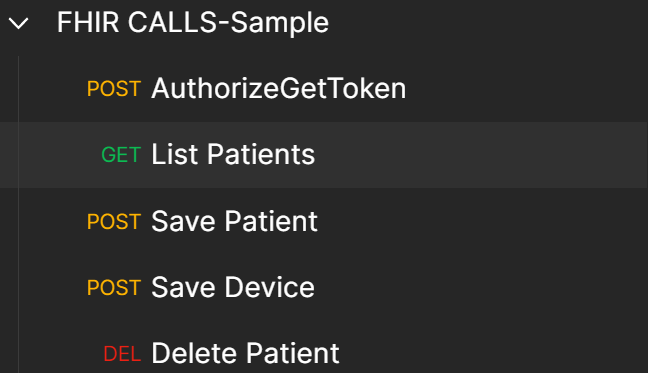 FHIR CALLS-Sample
POST AuthorizeGetToken
GET List Patients
POST Save Patient
POST Save Device
DEL Delete Patient